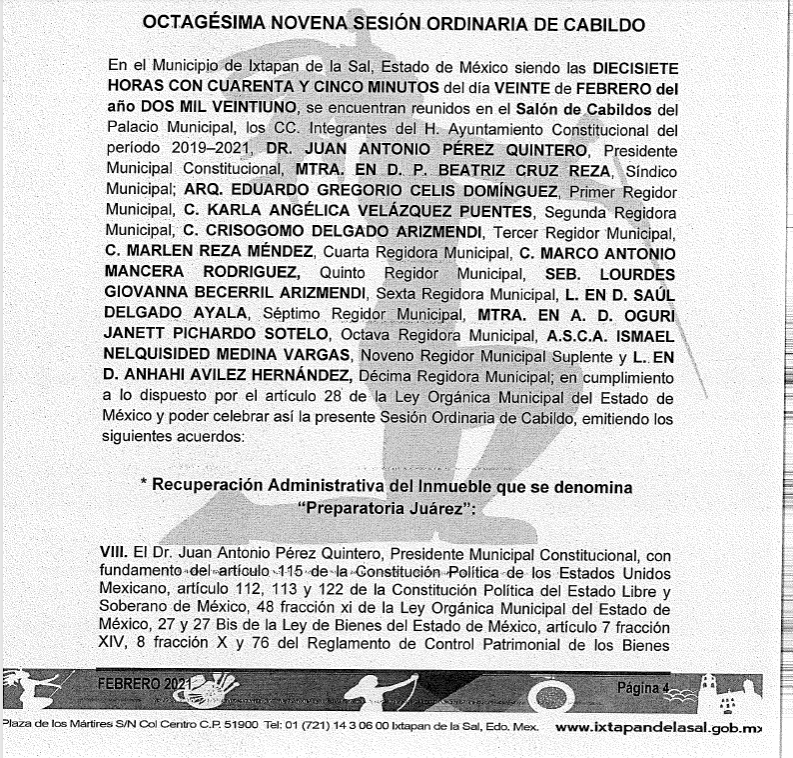 OCTAGÉSIMA NOVENA SESIÓN ORDINARIA DE CABILDO
En el Municipio de Ixtapan de la Sal, Estado de México siendo las DIECISIETE
HORAS CON CUARENTA Y CINCO MINUTOS del día VEINTE de FEBRERO del
año DOS MIL VEINTIUNO, se encuentran reunidos en el Salón de Cabildos del
Palacio Municipal, los CC. Integrantes del H. Ayuntamiento Constitucional del
período 2019–2021, DR. JUAN ANTONIO PÉREZ QUINTERO, Presidente
Municipal Constitucional, MTRA. EN D. P. BEATRIZ CRUZ REZA, Síndico
Municipal; ARQ. EDUARDO GREGORIO CELIS DOMÍNGUEZ, Primer Regidor
Municipal, C. KARLA ANGÉLICA VELÁZQUEZ PUENTES, Segunda Regidora
Municipal, C. CRISOGOMO DELGADO ARIZMENDI, Tercer Regidor Municipal,
C. MARLEN REZA MÉNDEZ, Cuarta Regidora Municipal, C. MARCO ANTONIO
MANCERA RODRIGUEZ, Quinto Regidor Municipal, SEB. LOURDES
GIOVANNA BECERRIL ARIZMENDI, Sexta Regidora Municipal, L. EN D. SAÚL
DELGADO AYALA, Séptimo Regidor Municipal, MTRA. EN A. D. OGURI
JANETT PICHARDO SOTELO, Octava Regidora Municipal, A.S.C.A. ISMAEL
NELQUISIDED MEDINA VARGAS, Noveno Regidor Municipal Suplente y L. EN
D. ANHAHI AVILEZ HERNÁNDEZ, Décima Regidora Municipal; en cumplimiento
a lo dispuesto por el artículo 28 de la Ley Orgánica Municipal del Estado de
México y poder celebrar así la presente Sesión Ordinaria de Cabildo, emitiendo los
siguientes acuerdos:
* Recuperación Administrativa del Inmueble que se denomina
“Preparatoria Juárez”:
VIII. El Dr. Juan Antonio Pérez Quintero, Presidente Municipal Constitucional, con
fundamento del artículo 115 de la Constitución Política de los Estados Unidos
Mexicano, artículo 112, 113 y 122 de la Constitución Política del Estado Libre y
Soberano de México, 48 fracción xi de la Ley Orgánica Municipal del Estado de
México, 27 y 27 Bis de la Ley de Bienes del Estado de México, artículo 7 fracción
XIV, 8 fracción X y 76 del Reglamento de Control Patrimonial de los Bienes
FEBRERO 2021 Página 4
Plaza de los Mártires S/N Col Centro C.P. 51900 Tel: 01 (721) 14 3 06 00 Ixtapan de la Sal, Edo. Mex. www.ixtapandelasal.gob.mx